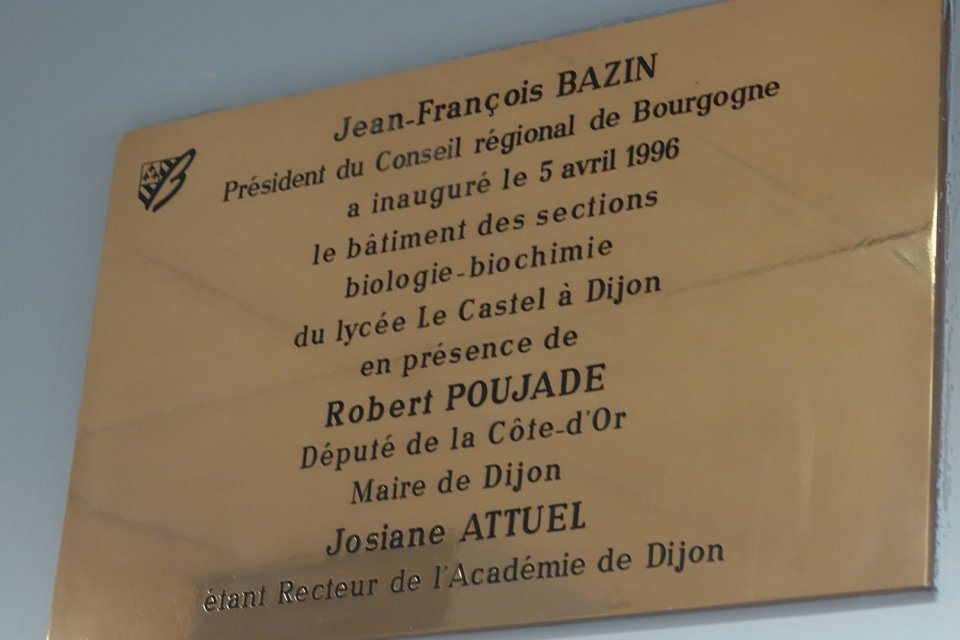 Jean-François BAZIN
Président du Conseil régional de Bourgogne
a inauguré le 5 avril 1996
le bâtiment des sections
biologie-biochimie
du lycée Le Castel à Dijon
en présence de
Robert POUJADE
Député de la Côte-d'Or
Maire de Dijon
Josiane ATTUEL
étant Recteur de l'Académie de Dijon